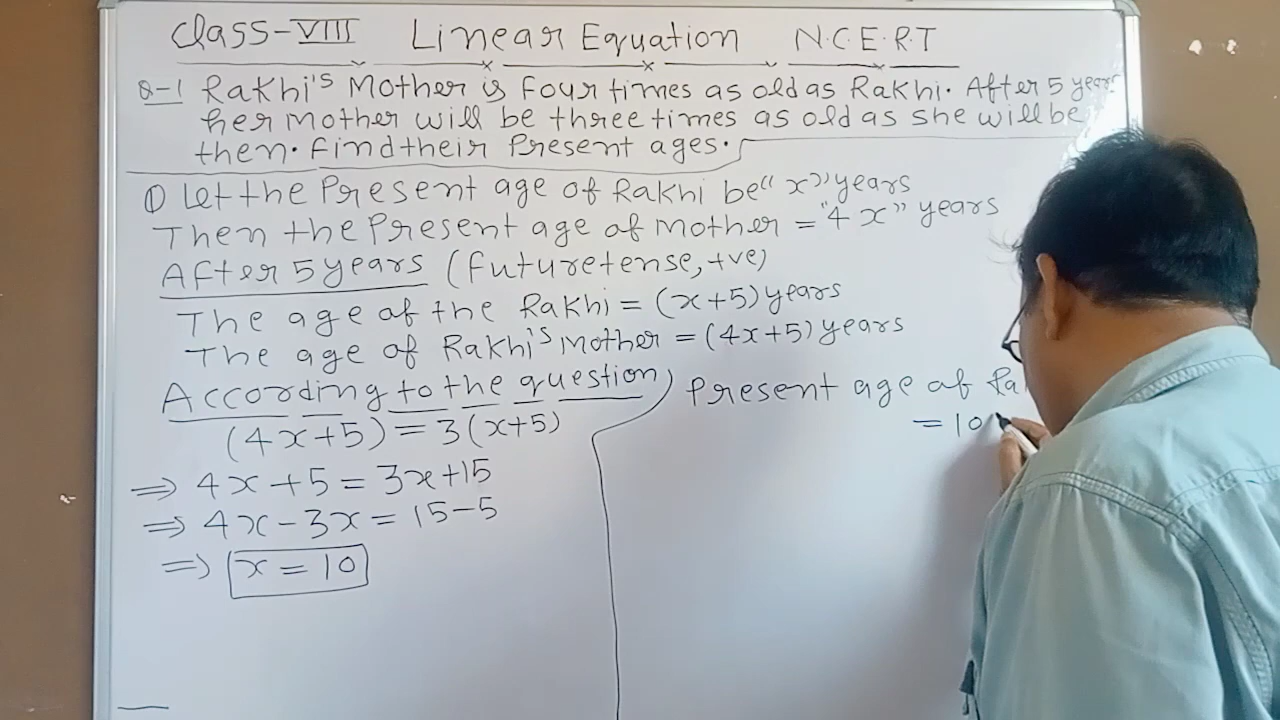 Class-VIII Linear Equation N.C.E.R.T
Q-1 Rakhi's Mother is four times as old as Rakhi. After 5 years
her mother will be three times as old as she will be
then. Find their Present ages.
① Let the Present age of Rakhi be "x" years
Then the Present age of mother = "4x" years
After 5 years (future tense, +ve)
The age of the Rakhi = (x+5) years
The age of Rakhi's Mother = (4x+5) years
According to the question
(4x+5) = 3(x+5)
⇒ 4x+5 = 3x+15
⇒ 4x-3x = 15-5
⇒ x = 10
Present age of Ra
= 10